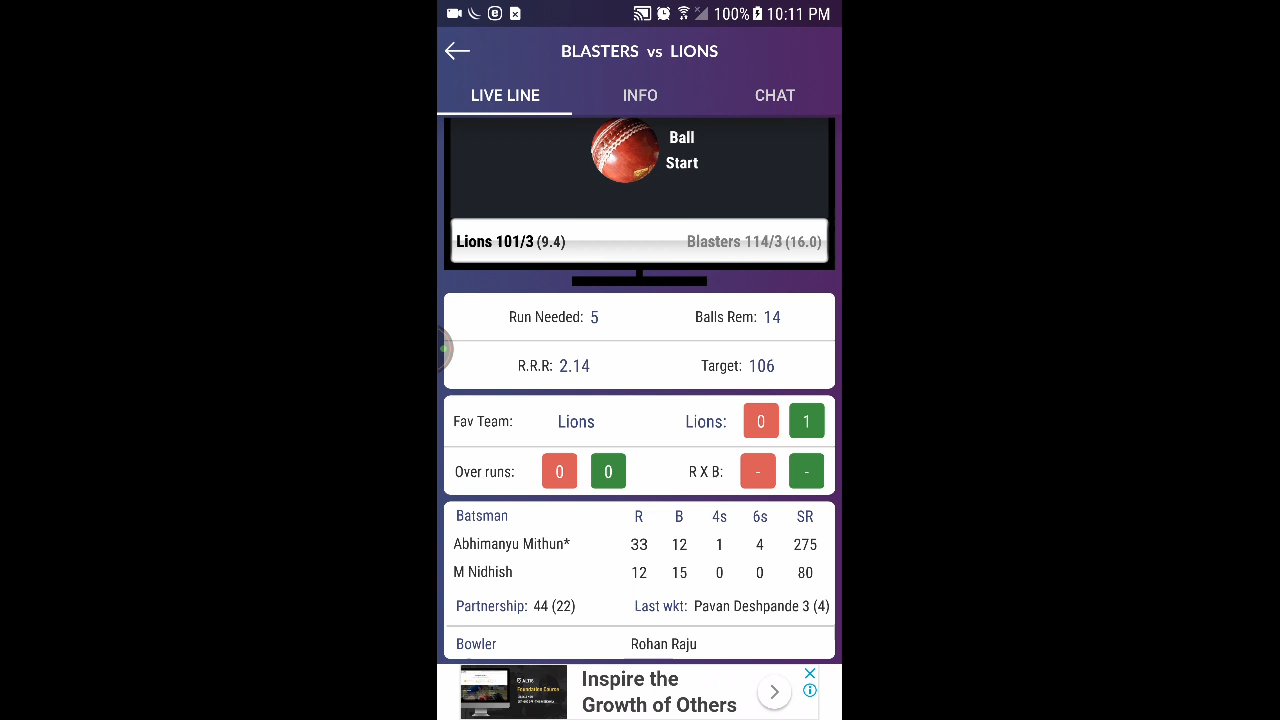 100% 10:11 PM
BLASTERS vs LIONS
LIVE LINE INFO CHAT
Ball
Start
Lions 101/3 (9.4) Blasters 114/3 (16.0)
Run Needed: 5 Balls Rem: 14
R.R.R: 2.14 Target: 106
Fav Team: Lions Lions: 0 1
Over runs: 0 0 R X B: - -
Batsman R B 4s 6s SR
Abhimanyu Mithun* 33 12 1 4 275
M Nidhish 12 15 0 0 80
Partnership: 44 (22) Last wkt: Pavan Deshpande 3 (4)
Bowler Rohan Raju
Inspire the
Growth of Others